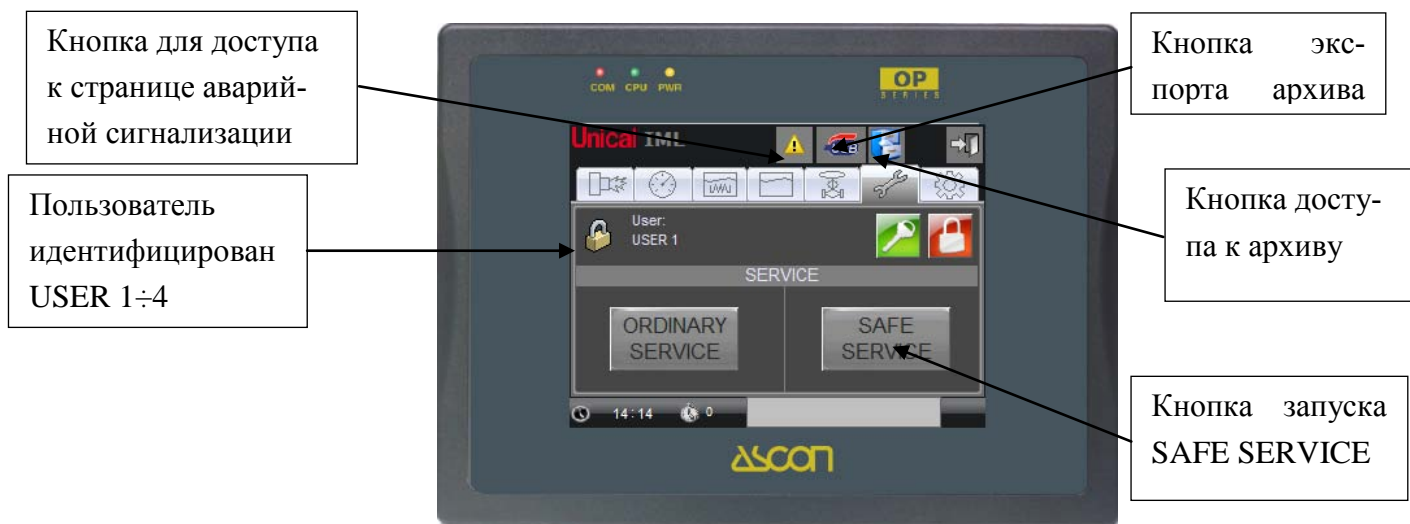 Кнопка для доступа
к странице аварий-
ной сигнализации
Пользователь
идентифицирован
USER 1÷4
Кнопка экс-
порта архива
Кнопка досту-
па к архиву
Кнопка запуска
SAFE SERVICE
COM CPU PWR
OP
SERIES
Unical IML
User:
USER 1
SERVICE
ORDINARY
SERVICE
SAFE
SERVICE
14:14 0
ascon